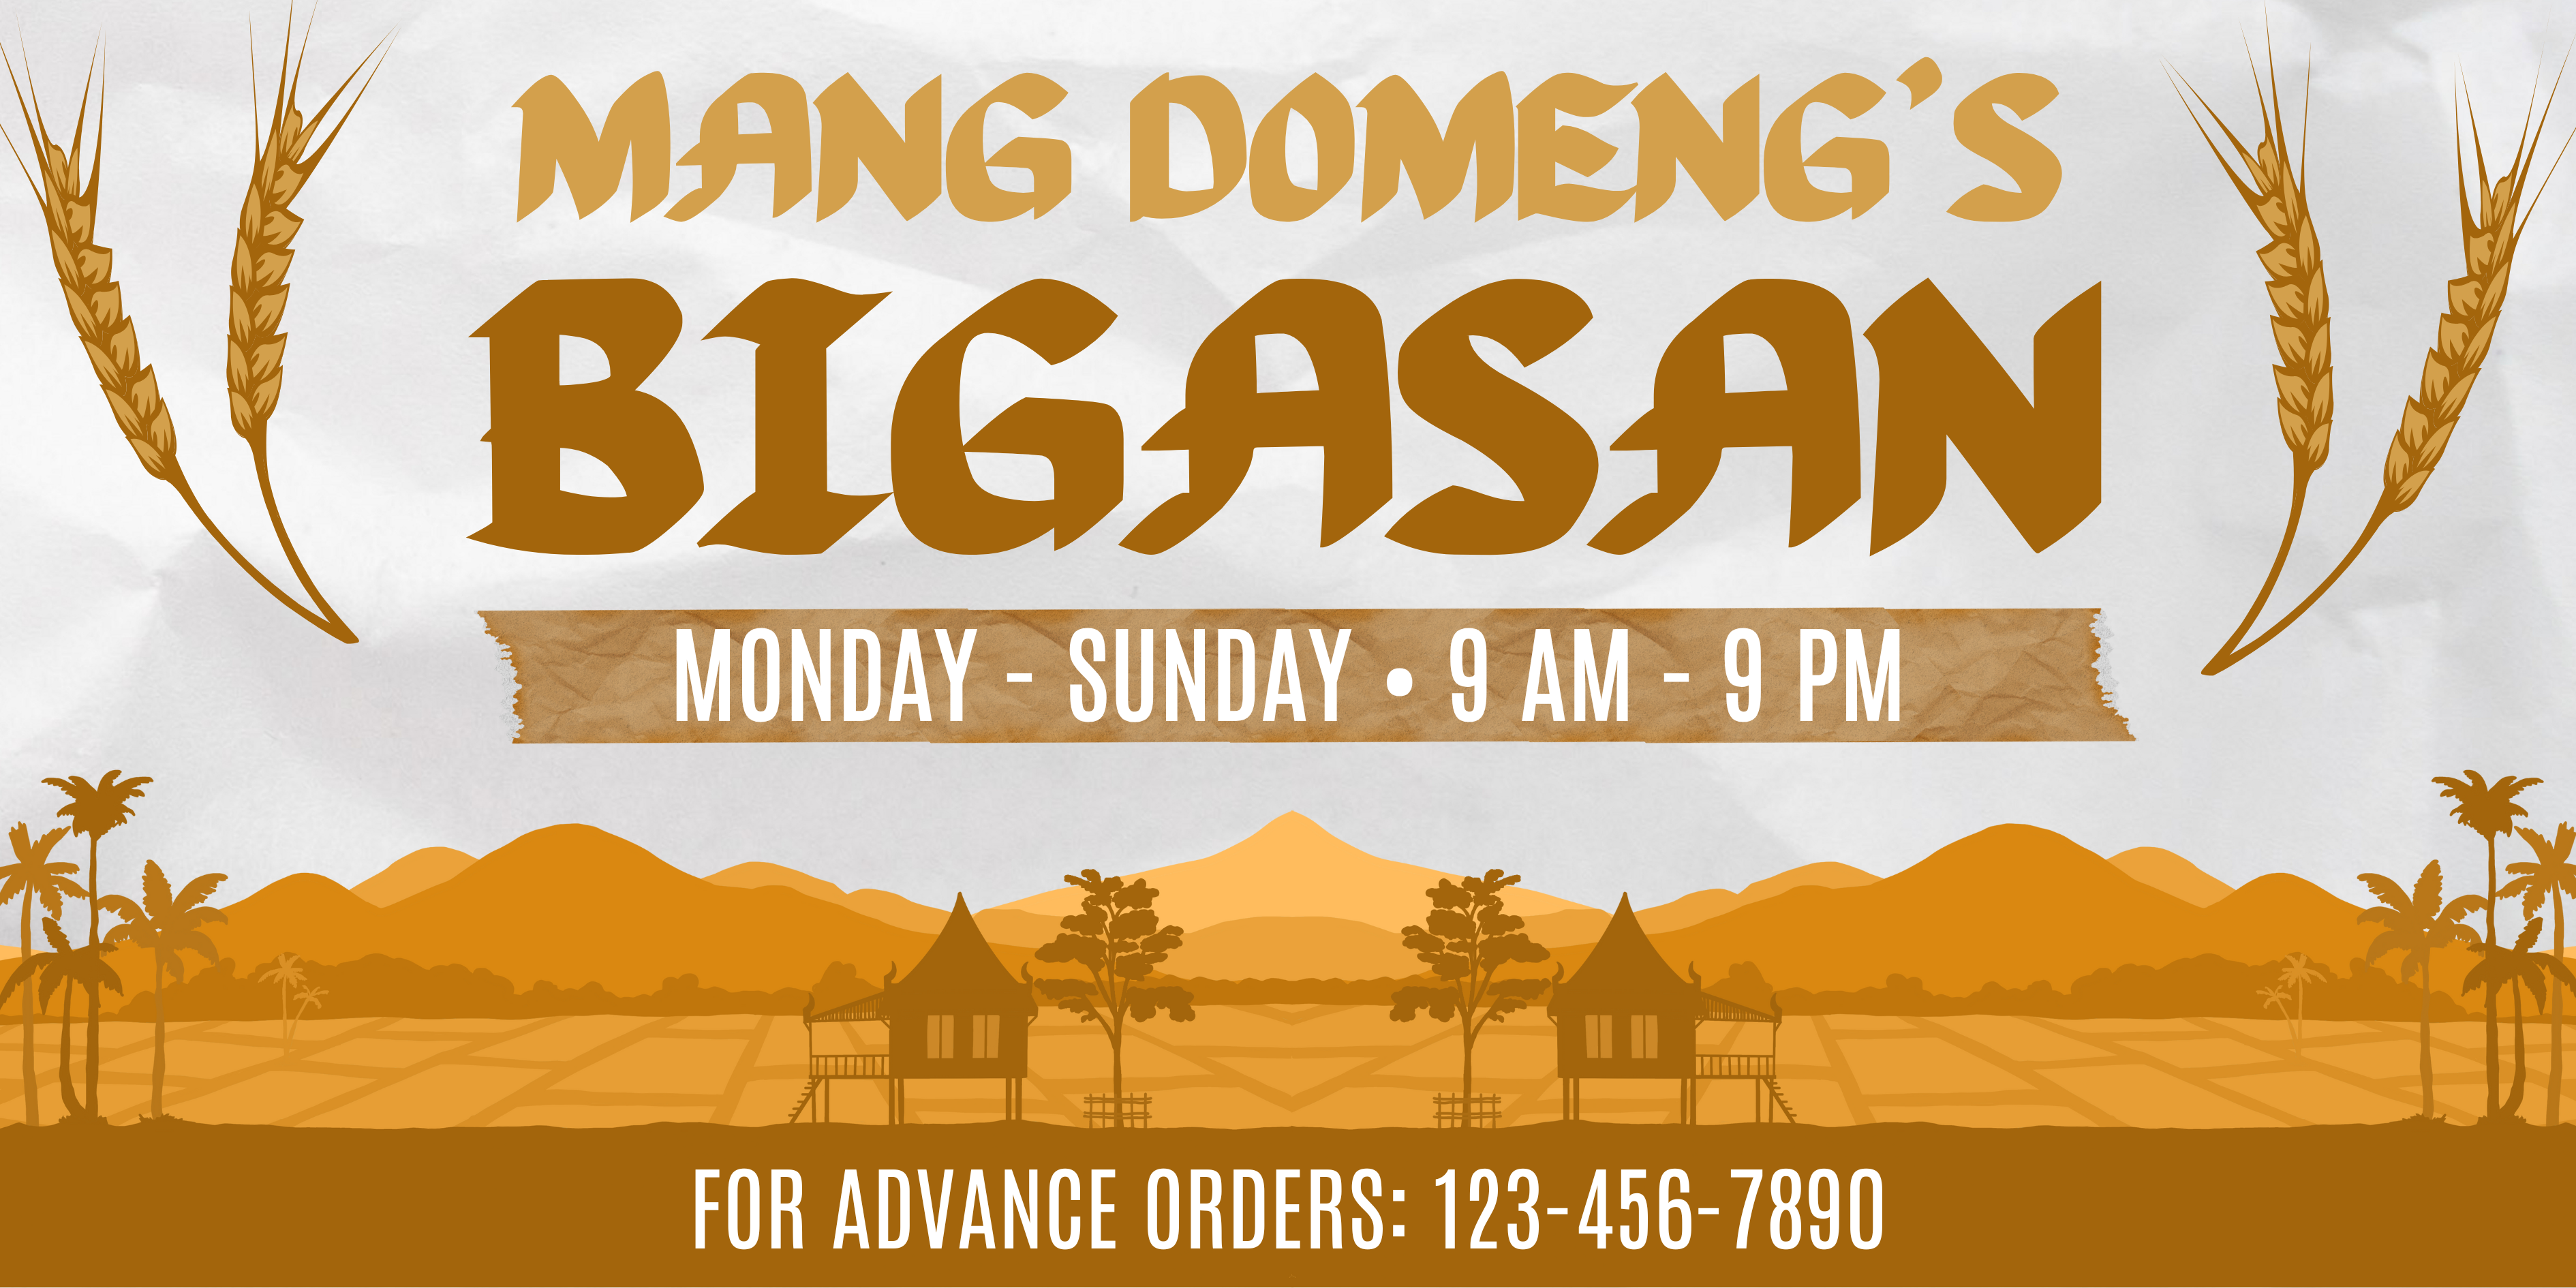 MANG DOMENG'S
BIGASAN
MONDAY - SUNDAY • 9 AM - 9 PM
FOR ADVANCE ORDERS: 123-456-7890